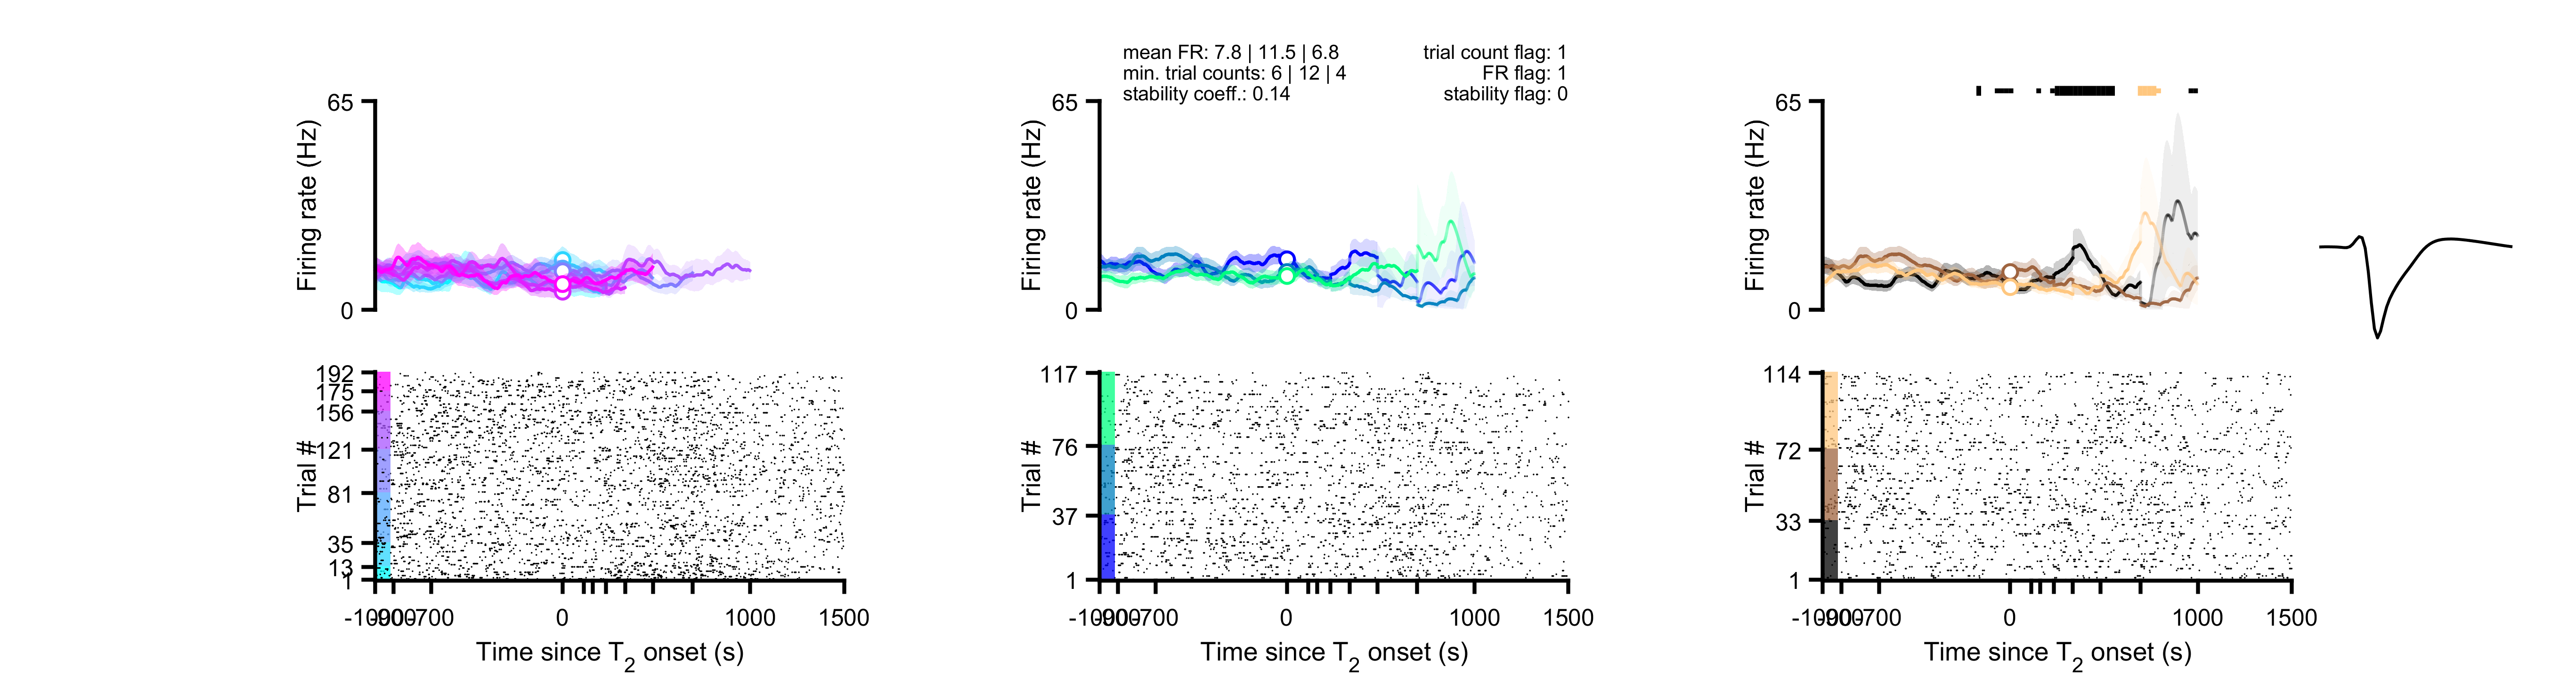 mean FR: 7.8 | 11.5 | 6.8
min. trial counts: 6 | 12 | 4
stability coeff.: 0.14
trial count flag: 1
FR flag: 1
stability flag: 0
65
Firing rate (Hz)
0
65
Firing rate (Hz)
0
65
Firing rate (Hz)
0
192
175
156
121
81
35
13
1
Trial #
0
1000
1500
Time since T2 onset (s)
117
76
37
1
Trial #
0
1000
1500
Time since T2 onset (s)
114
72
33
1
Trial #
0
1000
1500
Time since T2 onset (s)